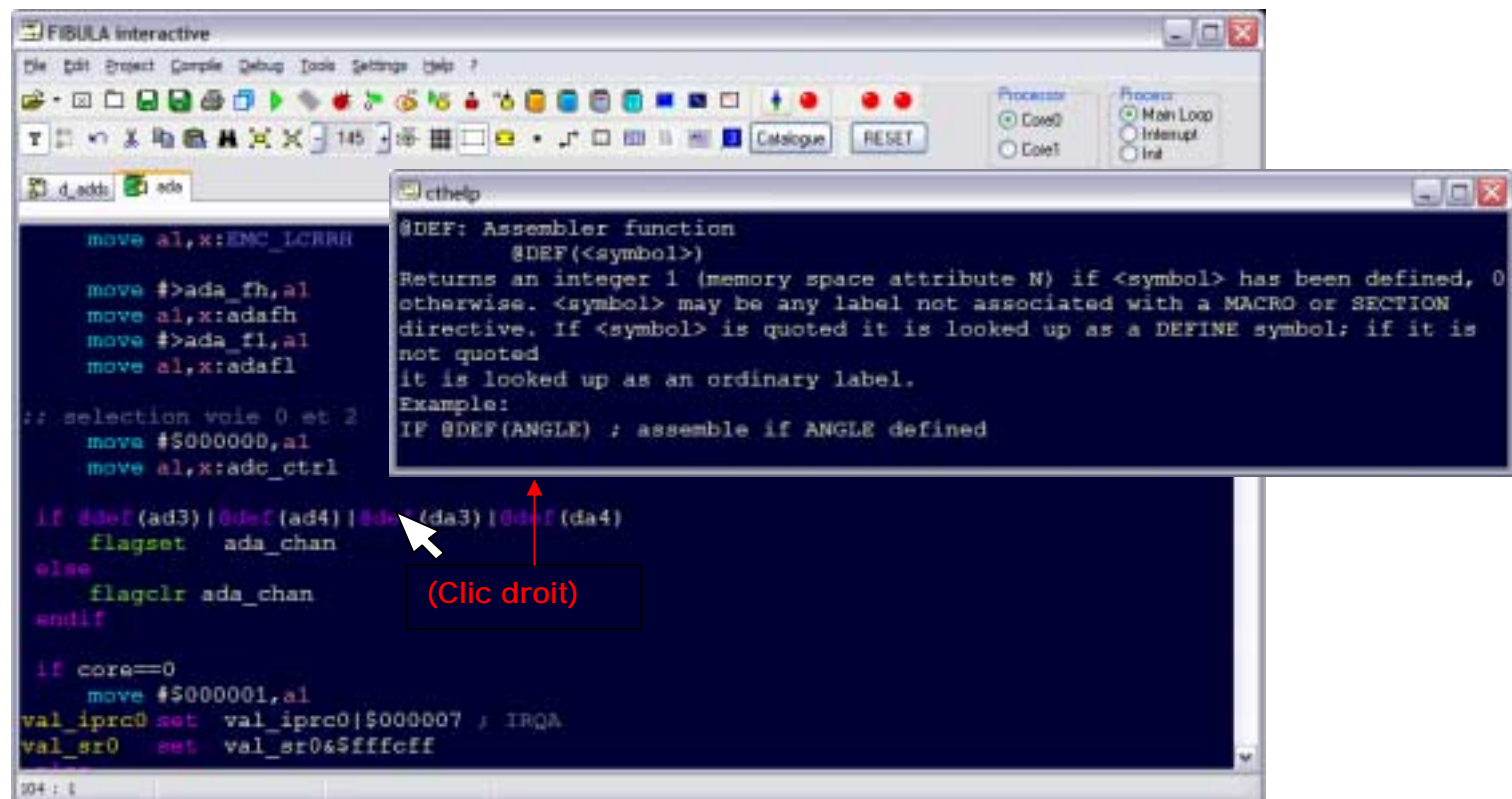 FIBULA interactive
File Edit Project Compile Debug Tools Settings Help ?
Processor
Core0
Core1
Process
Main Loop
Interrupt
Init
145
Catalogue
RESET
d_adds
ada
move a1,x:EMC_LCRRH
move #>ada_fh,a1
move a1,x:adafh
move #>ada_fl,a1
move a1,x:adafl
;; selection voie 0 et 2
move #$000000,a1
move a1,x:adc_ctrl
if @def(ad3)|@def(ad4)|@def(da3)|@def(da4)
flagset ada_chan
else
flagclr ada_chan
endif
if core==0
move #$000001,a1
val_iprc0 set val_iprc0|$000007 ; IRQA
val_sr0 set val_sr0&$fffcff
else
104 : 1
cthelp
@DEF: Assembler function
@DEF(<symbol>)
Returns an integer 1 (memory space attribute N) if <symbol> has been defined, 0
otherwise. <symbol> may be any label not associated with a MACRO or SECTION
directive. If <symbol> is quoted it is looked up as a DEFINE symbol; if it is
not quoted
it is looked up as an ordinary label.
Example:
IF @DEF(ANGLE) ; assemble if ANGLE defined
(Clic droit)